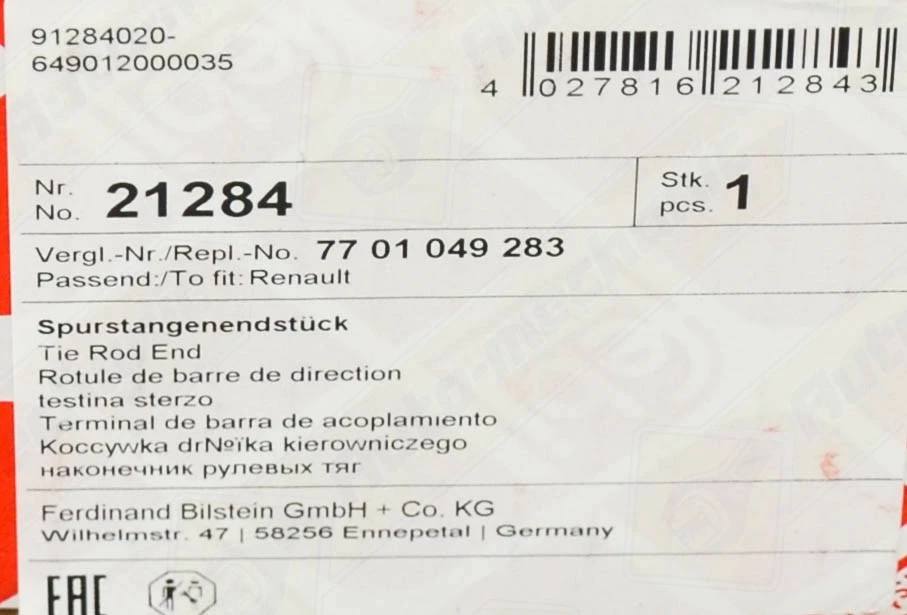 91284020-
649012000035
4 027816 212843
Nr.
No. 21284
Stk.
pcs. 1
Vergl.-Nr./Repl.-No. 77 01 049 283
Passend:/To fit: Renault
Spurstangenendstück
Tie Rod End
Rotule de barre de direction
testina sterzo
Terminal de barra de acoplamiento
Koccywka dr№ïka kierowniczego
наконечник рулевых тяг
Ferdinand Bilstein GmbH + Co. KG
Wilhelmstr. 47 | 58256 Ennepetal | Germany
EAC